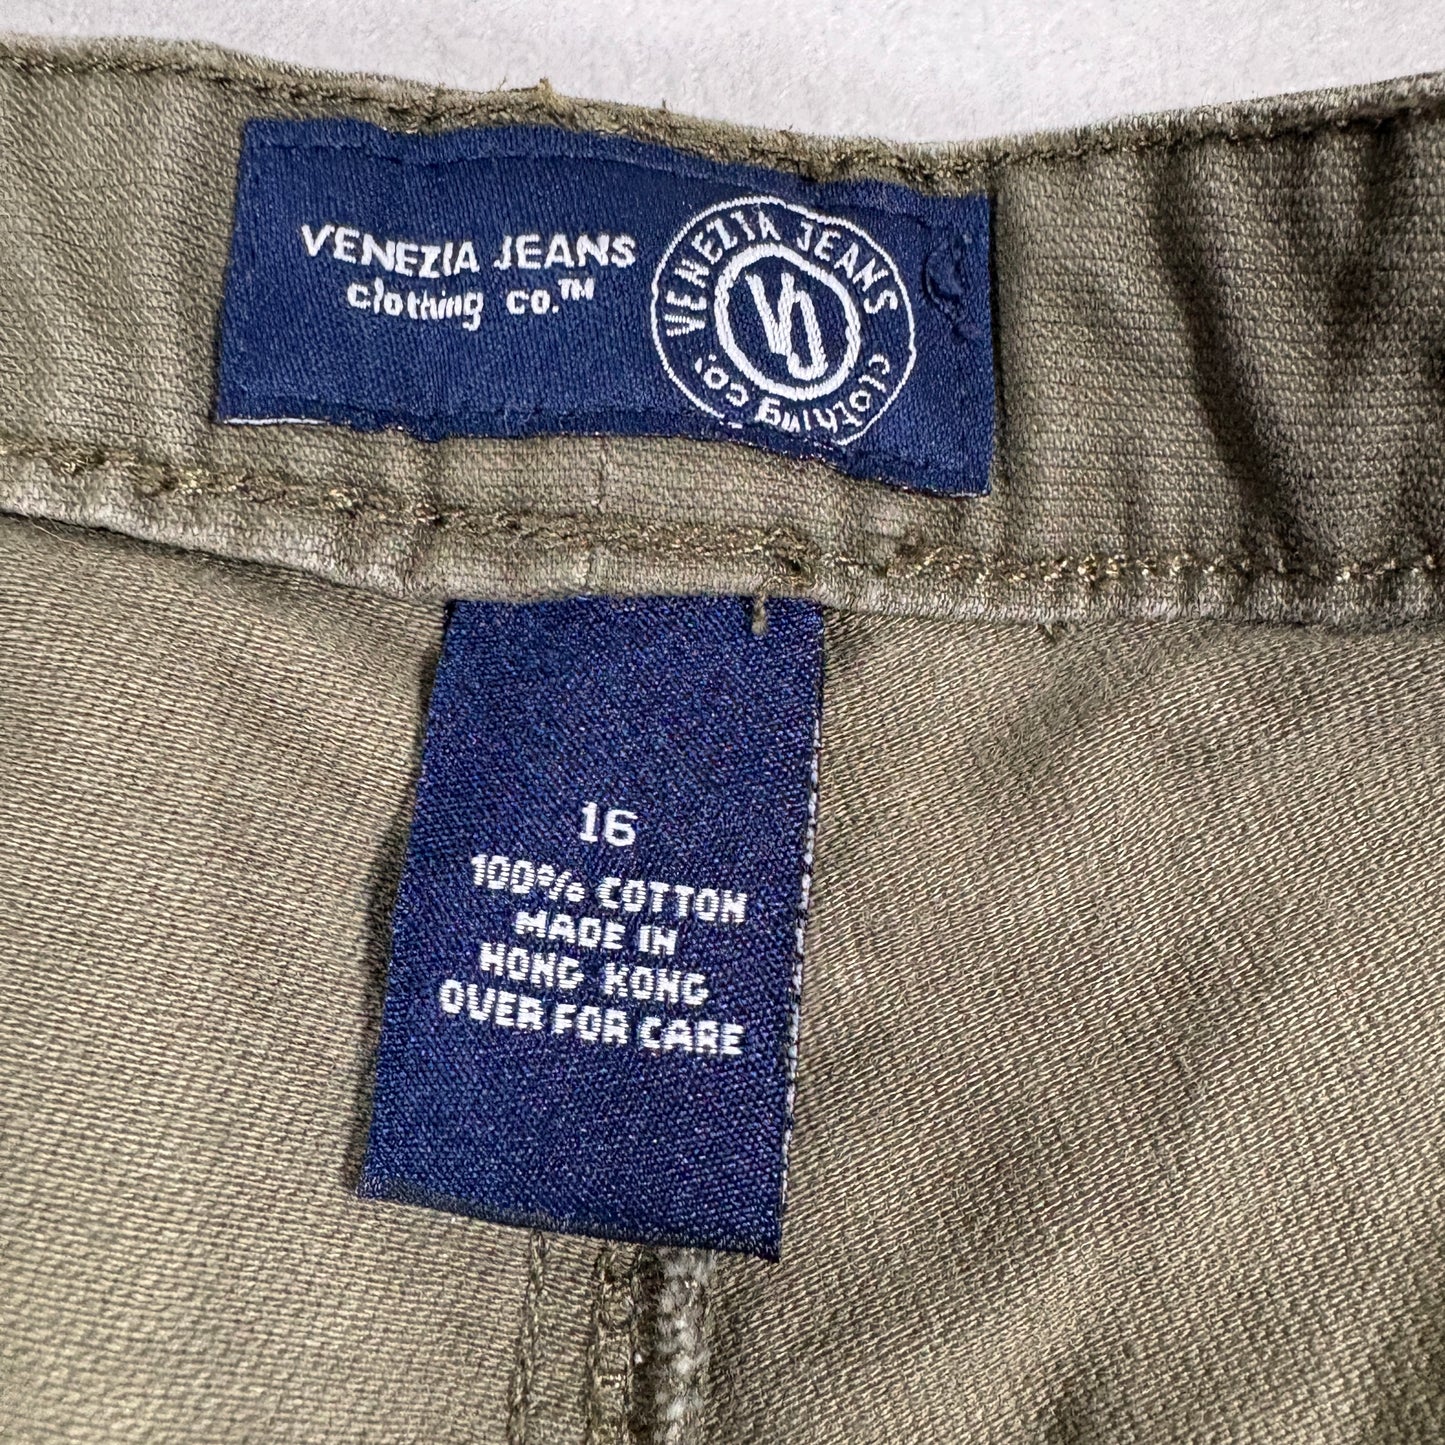 VENEZIA JEANS
clothing co.™
VENEZIA JEANS
clothing co.
VJ
16
100% COTTON
MADE IN
HONG KONG
OVER FOR CARE